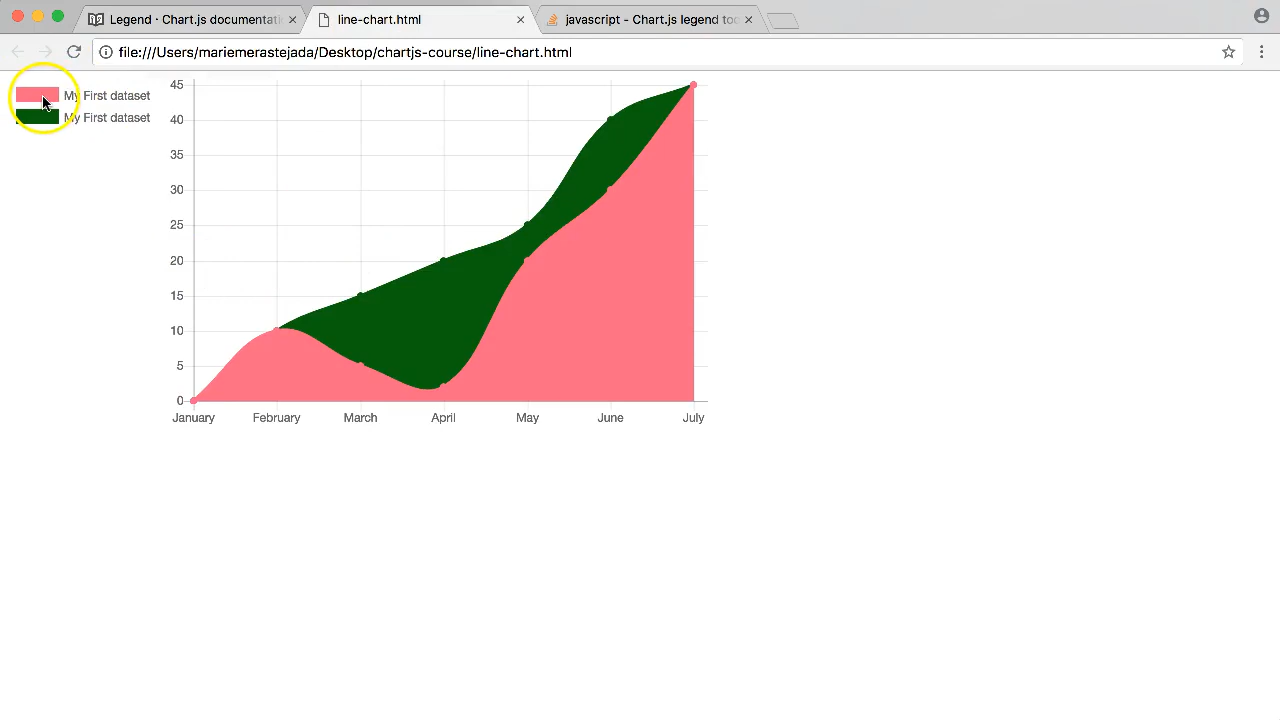 Legend · Chart.js documentati
line-chart.html
javascript - Chart.js legend too
file:///Users/mariemerastejada/Desktop/chartjs-course/line-chart.html
My First dataset
My First dataset
45
40
35
30
25
20
15
10
5
0
January February March April May June July